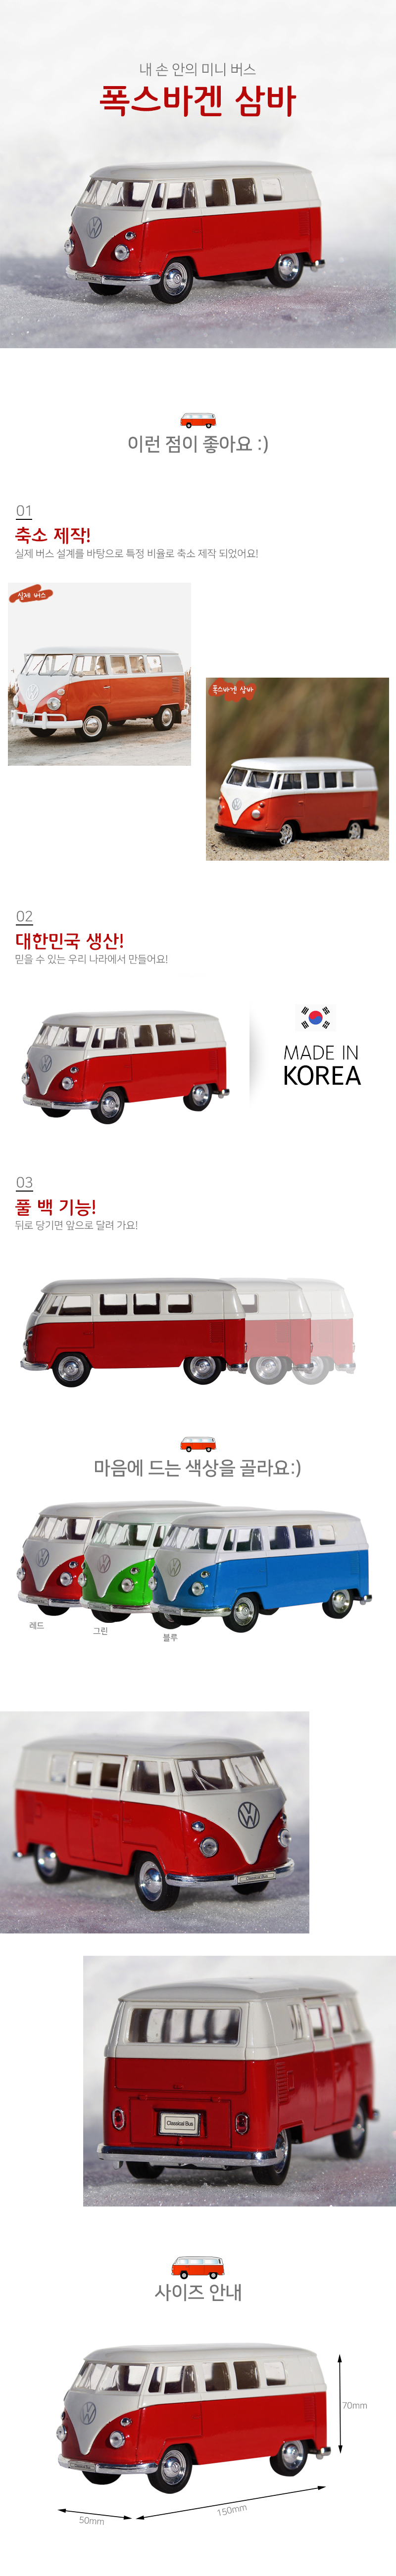 내 손 안의 미니 버스
폭스바겐 삼바
이런 점이 좋아요 :)
01
축소 제작!
실제 버스 설계를 바탕으로 특정 비율로 축소 제작 되었어요!
실제 버스
폭스바겐 삼바
02
대한민국 생산!
믿을 수 있는 우리 나라에서 만들어요!
MADE IN
KOREA
03
풀 백 기능!
뒤로 당기면 앞으로 달려 가요!
마음에 드는 색상을 골라요:)
레드
그린
블루
Classical Bus
Classical Bus
사이즈 안내
70mm
150mm
50mm